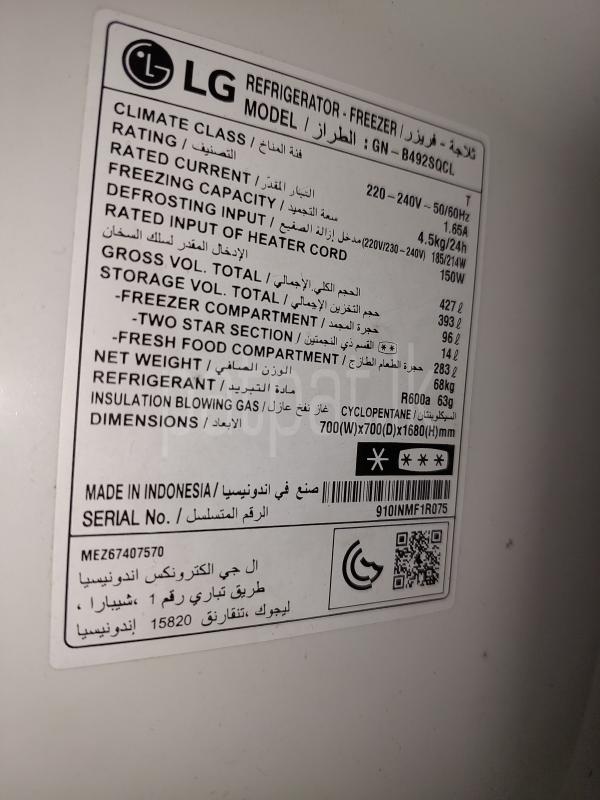 LG REFRIGERATOR - FREEZER / ثلاجة - فريزر
MODEL / الطراز : GN - B492SQCL
CLIMATE CLASS / فئة المناخ T
RATING / التصنيف 220 - 240V ~ 50/60Hz
RATED CURRENT / التيار المقدّر 1.65A
FREEZING CAPACITY / سعة التجميد 4.5kg/24h
DEFROSTING INPUT / مدخل إزالة الصقيع (220V/230~240V) 185/214W
RATED INPUT OF HEATER CORD 150W
الإدخال المقدر لسلك السخان
GROSS VOL. TOTAL / الحجم الكلي الإجمالي 427 ℓ
STORAGE VOL. TOTAL / حجم التخزين الإجمالي 393 ℓ
-FREEZER COMPARTMENT / حجرة المجمد 96 ℓ
-TWO STAR SECTION / القسم ذي النجمتين ** 14 ℓ
-FRESH FOOD COMPARTMENT / حجرة الطعام الطازج 283 ℓ
NET WEIGHT / الوزن الصافي 68kg
REFRIGERANT / مادة التبريد R600a 63g
INSULATION BLOWING GAS / غاز نفخ عازل CYCLOPENTANE / السيكلوبنتان
DIMENSIONS / الابعاد 700(W)x700(D)x1680(H)mm
* ***
MADE IN INDONESIA / صنع في اندونيسيا
SERIAL No. / الرقم المتسلسل 910INMF1R075
MEZ67407570
ال جي الكترونكس اندونيسيا
طريق تباري رقم 1 ،شيبارا ،
ليجوك ،تنقارنق 15820 إندونيسيا